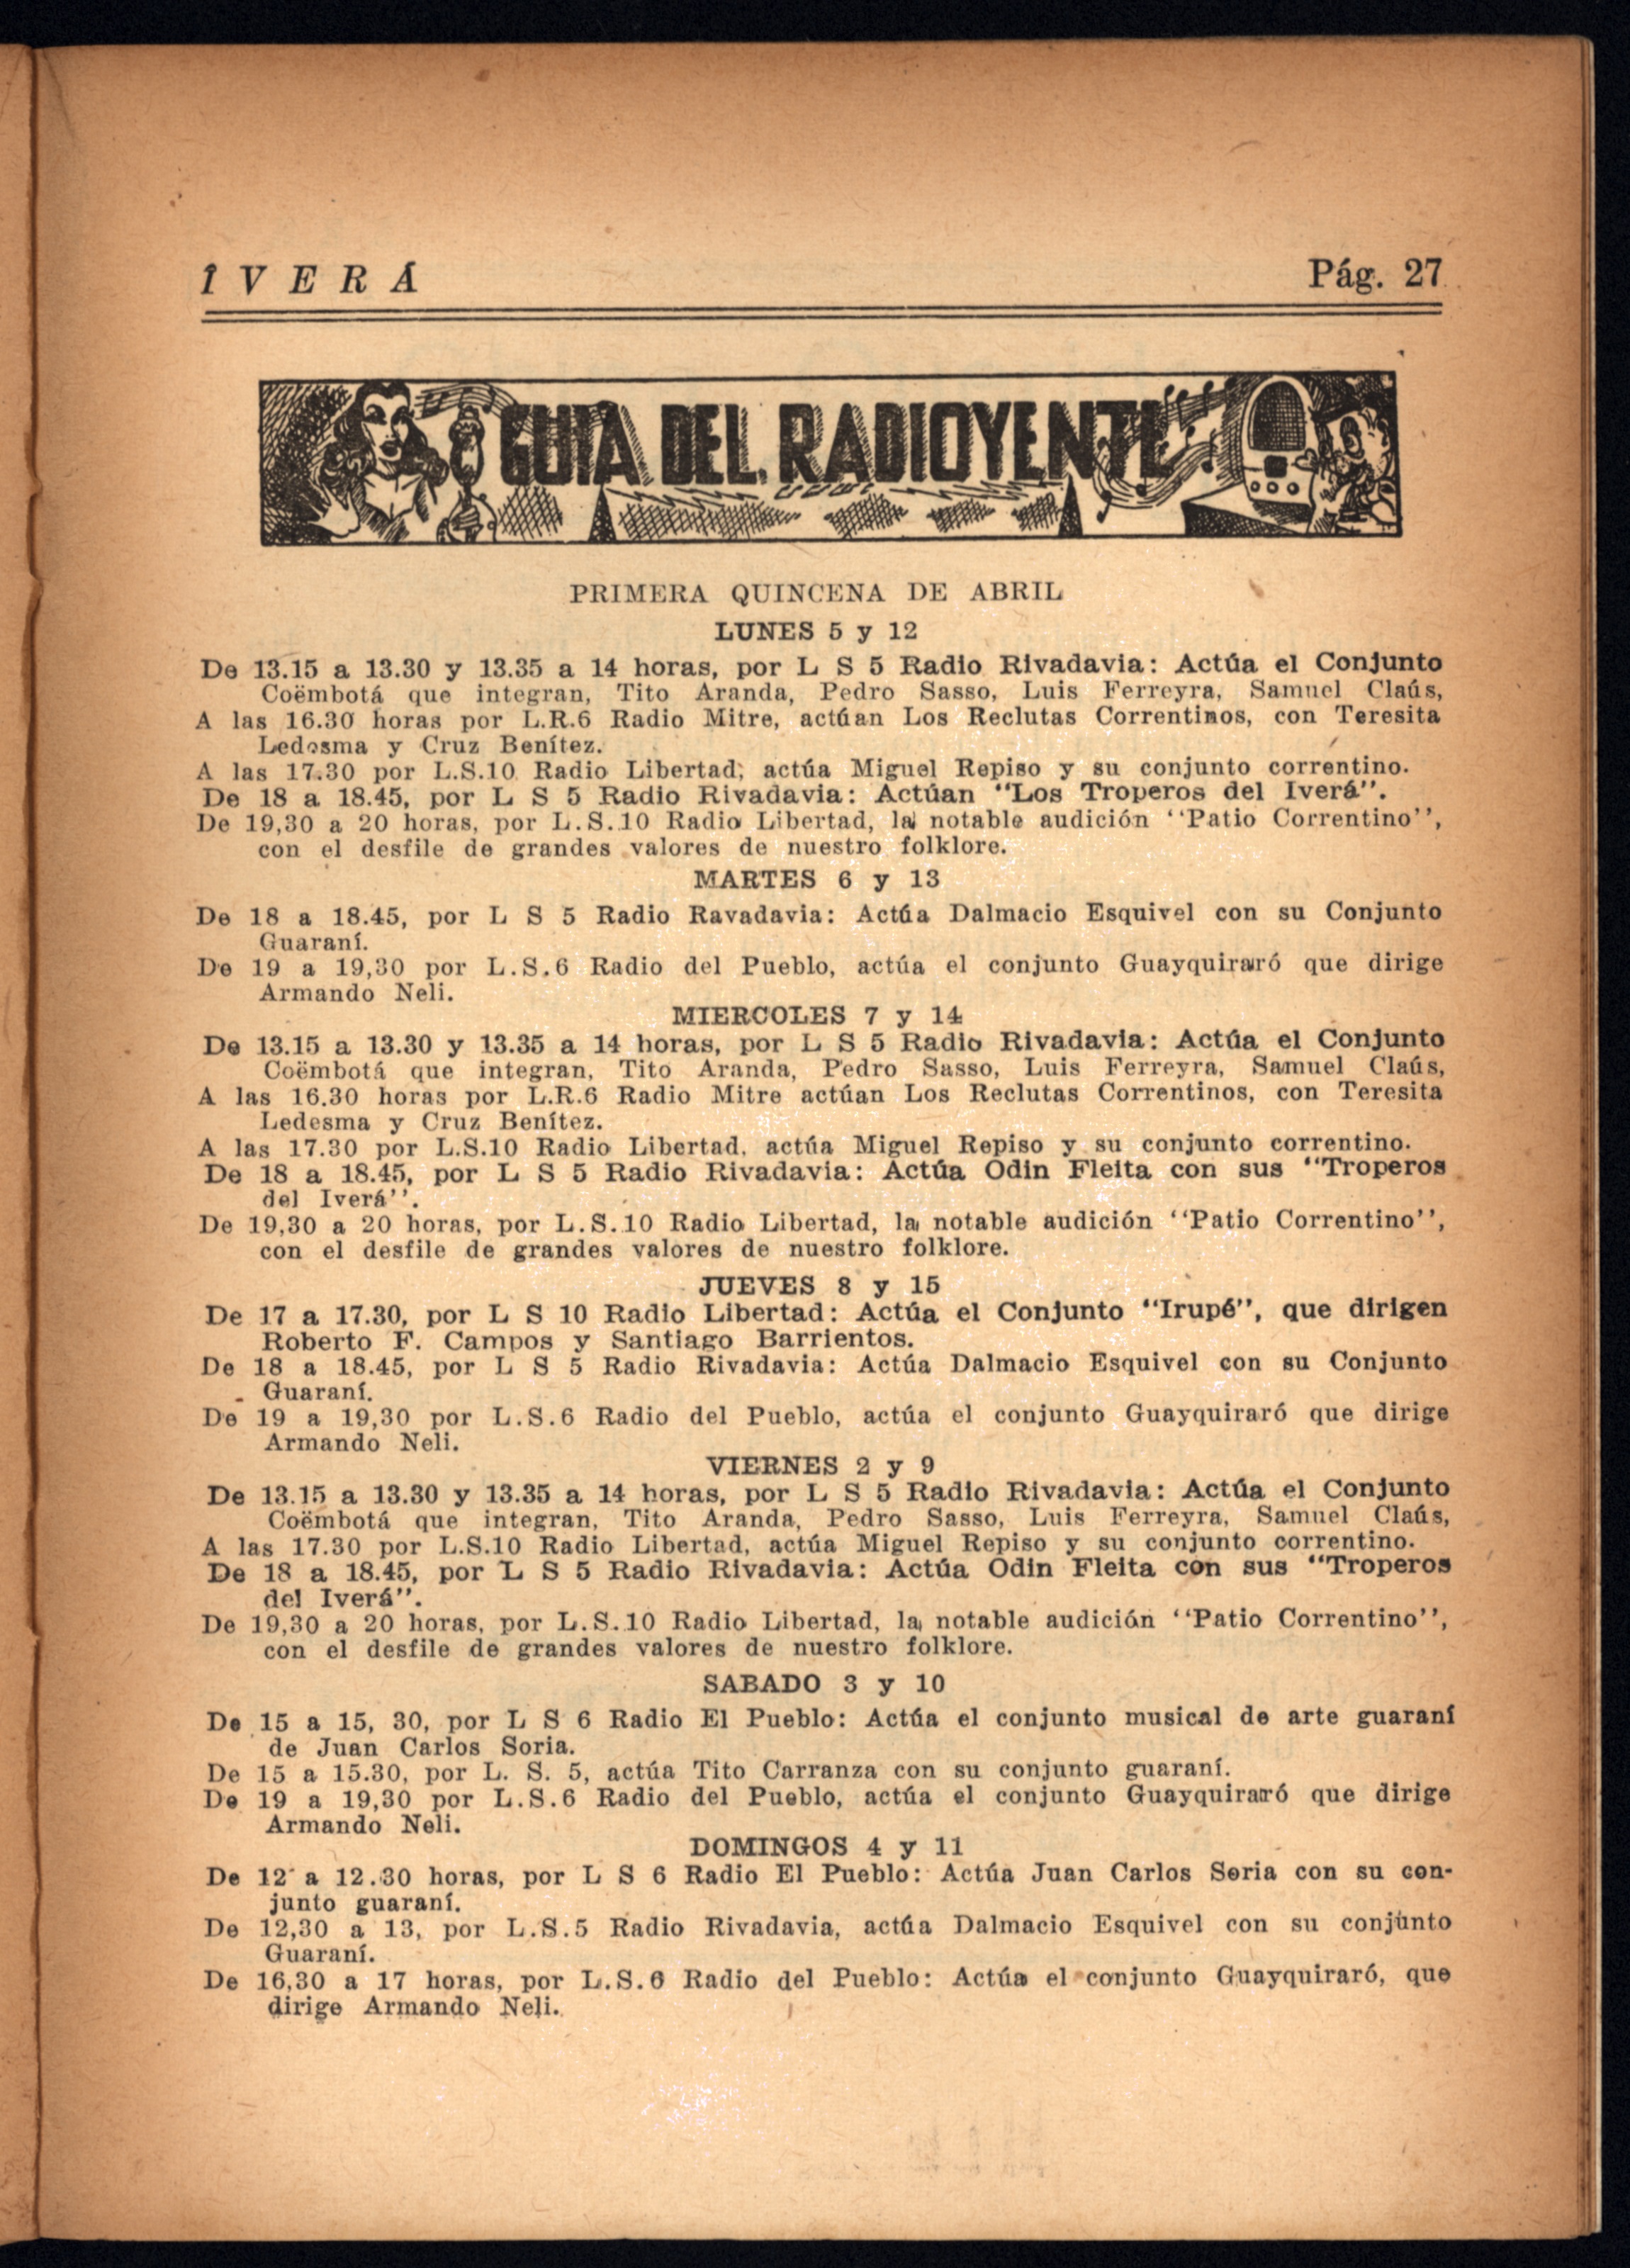 ÎVERÁ
Pág. 27
GUIA DEL RADIOYENTE
PRIMERA QUINCENA DE ABRIL
LUNES 5 y 12
De 13.15 a 13.30 y 13.35 a 14 horas, por L S 5 Radio Rivadavia: Actúa el Conjunto
Coëmbotá que integran, Tito Aranda, Pedro Sasso, Luis Ferreyra, Samuel Claús,
A las 16.30 horas por L.R.6 Radio Mitre, actúan Los Reclutas Correntinos, con Teresita
Ledesma y Cruz Benítez.
A las 17.30 por L.S.10 Radio Libertad, actúa Miguel Repiso y su conjunto correntino.
De 18 a 18.45, por L S 5 Radio Rivadavia: Actúan "Los Troperos del Iverá".
De 19,30 a 20 horas, por L.S.10 Radio Libertad, la notable audición "Patio Correntino",
con el desfile de grandes valores de nuestro folklore.
MARTES 6 y 13
De 18 a 18.45, por L S 5 Radio Ravadavia: Actúa Dalmacio Esquivel con su Conjunto
Guaraní.
De 19 a 19,30 por L.S.6 Radio del Pueblo, actúa el conjunto Guayquiraró que dirige
Armando Neli.
MIERCOLES 7 y 14
De 13.15 a 13.30 y 13.35 a 14 horas, por L S 5 Radio Rivadavia: Actúa el Conjunto
Coëmbotá que integran, Tito Aranda, Pedro Sasso, Luis Ferreyra, Samuel Claús,
A las 16.30 horas por L.R.6 Radio Mitre actúan Los Reclutas Correntinos, con Teresita
Ledesma y Cruz Benítez.
A las 17.30 por L.S.10 Radio Libertad, actúa Miguel Repiso y su conjunto correntino.
De 18 a 18.45, por L S 5 Radio Rivadavia: Actúa Odin Fleita con sus "Troperos
del Iverá".
De 19,30 a 20 horas, por L.S.10 Radio Libertad, la notable audición "Patio Correntino",
con el desfile de grandes valores de nuestro folklore.
JUEVES 8 y 15
De 17 a 17.30, por L S 10 Radio Libertad: Actúa el Conjunto "Irupé", que dirigen
Roberto F. Campos y Santiago Barrientos.
De 18 a 18.45, por L S 5 Radio Rivadavia: Actúa Dalmacio Esquivel con su Conjunto
Guaraní.
De 19 a 19,30 por L.S.6 Radio del Pueblo, actúa el conjunto Guayquiraró que dirige
Armando Neli.
VIERNES 2 y 9
De 13.15 a 13.30 y 13.35 a 14 horas, por L S 5 Radio Rivadavia: Actúa el Conjunto
Coëmbotá que integran, Tito Aranda, Pedro Sasso, Luis Ferreyra, Samuel Claús,
A las 17.30 por L.S.10 Radio Libertad, actúa Miguel Repiso y su conjunto correntino.
De 18 a 18.45, por L S 5 Radio Rivadavia: Actúa Odin Fleita con sus "Troperos
del Iverá".
De 19,30 a 20 horas, por L.S.10 Radio Libertad, la notable audición "Patio Correntino",
con el desfile de grandes valores de nuestro folklore.
SABADO 3 y 10
De 15 a 15, 30, por L S 6 Radio El Pueblo: Actúa el conjunto musical de arte guaraní
de Juan Carlos Soria.
De 15 a 15.30, por L. S. 5, actúa Tito Carranza con su conjunto guaraní.
De 19 a 19,30 por L.S.6 Radio del Pueblo, actúa el conjunto Guayquiraró que dirige
Armando Neli.
DOMINGOS 4 y 11
De 12 a 12.30 horas, por L S 6 Radio El Pueblo: Actúa Juan Carlos Soria con su con-
junto guaraní.
De 12,30 a 13, por L.S.5 Radio Rivadavia, actúa Dalmacio Esquivel con su conjunto
Guaraní.
De 16,30 a 17 horas, por L.S.6 Radio del Pueblo: Actúa el conjunto Guayquiraró, que
dirige Armando Neli.